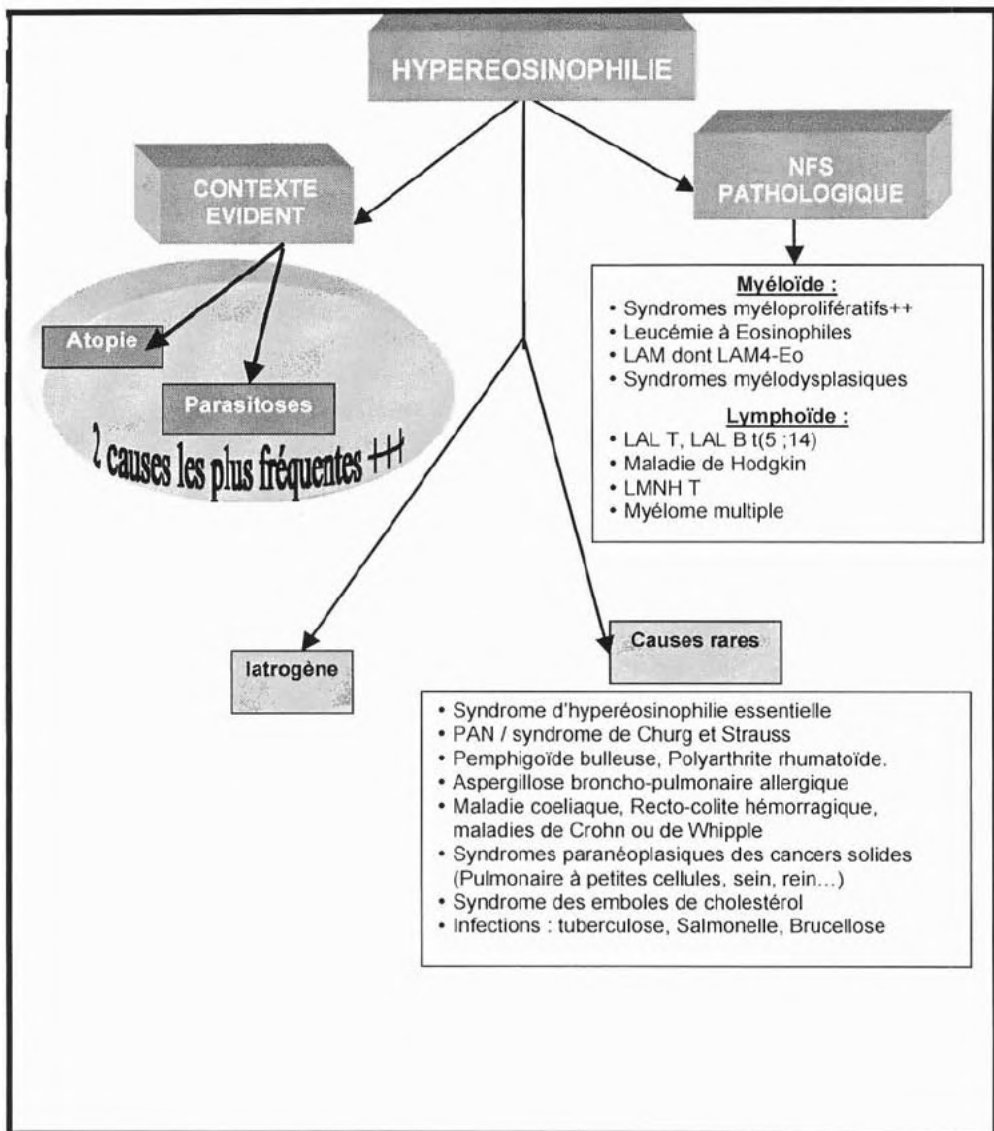 HYPEREOSINOPHILIE
CONTEXTE
EVIDENT
Atopie
Parasitoses
2 causes les plus fréquentes +++
NFS
PATHOLOGIQUE
Myéloïde :
• Syndromes myéloprolifératifs++
• Leucémie à Eosinophiles
• LAM dont LAM4-Eo
• Syndromes myélodysplasiques
Lymphoïde :
• LAL T, LAL B t(5 ;14)
• Maladie de Hodgkin
• LMNH T
• Myélome multiple
Iatrogène
Causes rares
• Syndrome d'hyperéosinophilie essentielle
• PAN / syndrome de Churg et Strauss
• Pemphigoïde bulleuse, Polyarthrite rhumatoïde.
• Aspergillose broncho-pulmonaire allergique
• Maladie coeliaque, Recto-colite hémorragique,
maladies de Crohn ou de Whipple
• Syndromes paranéoplasiques des cancers solides
(Pulmonaire à petites cellules, sein, rein...)
• Syndrome des emboles de cholestérol
• Infections : tuberculose, Salmonelle, Brucellose